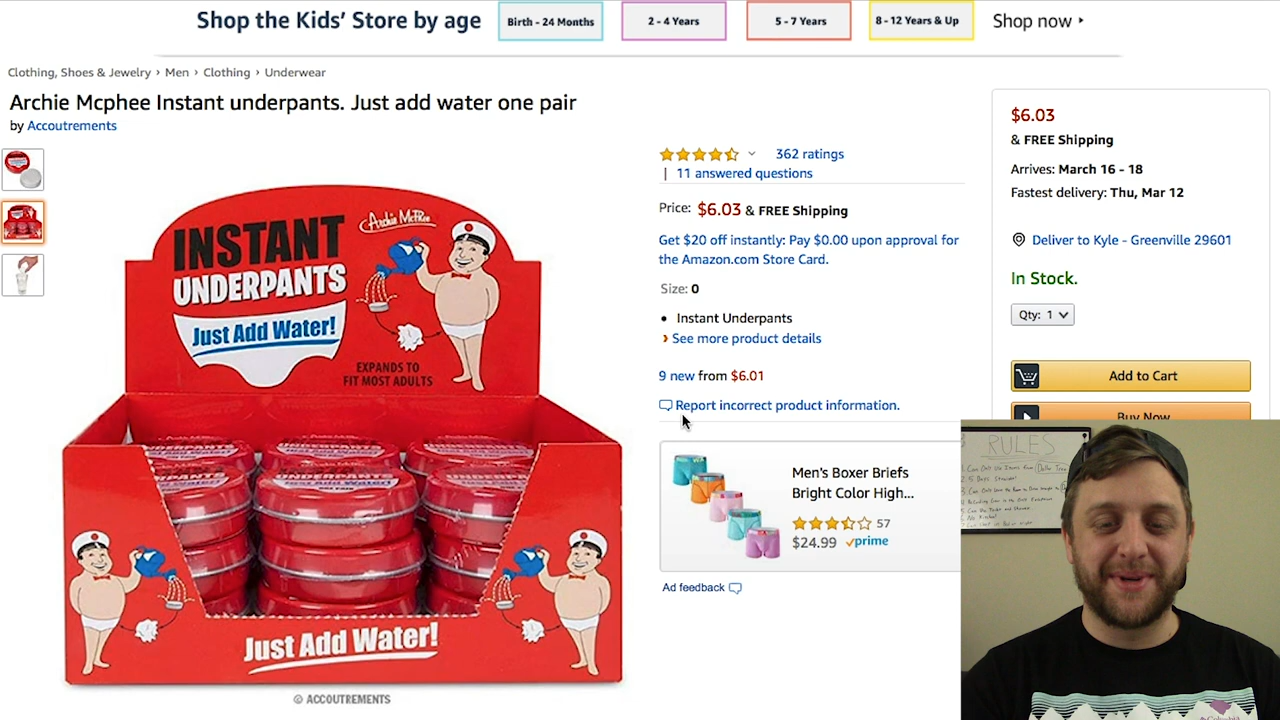 Shop the Kids' Store by age
Birth - 24 Months
2 - 4 Years
5 - 7 Years
8 - 12 Years & Up
Shop now
Clothing, Shoes & Jewelry › Men › Clothing › Underwear
Archie Mcphee Instant underpants. Just add water one pair
by Accoutrements
362 ratings
| 11 answered questions
Price: $6.03 & FREE Shipping
Get $20 off instantly: Pay $0.00 upon approval for
the Amazon.com Store Card.
Size: 0
• Instant Underpants
› See more product details
9 new from $6.01
Report incorrect product information.
Men's Boxer Briefs
Bright Color High...
57
$24.99 prime
Ad feedback
$6.03
& FREE Shipping
Arrives: March 16 - 18
Fastest delivery: Thu, Mar 12
Deliver to Kyle - Greenville 29601
In Stock.
Qty: 1
Add to Cart
Buy Now
Archie McPhee
INSTANT
UNDERPANTS
Just Add Water!
EXPANDS TO
FIT MOST ADULTS
UNDERPANTS
Just Add Water!
© ACCOUTREMENTS
RULES